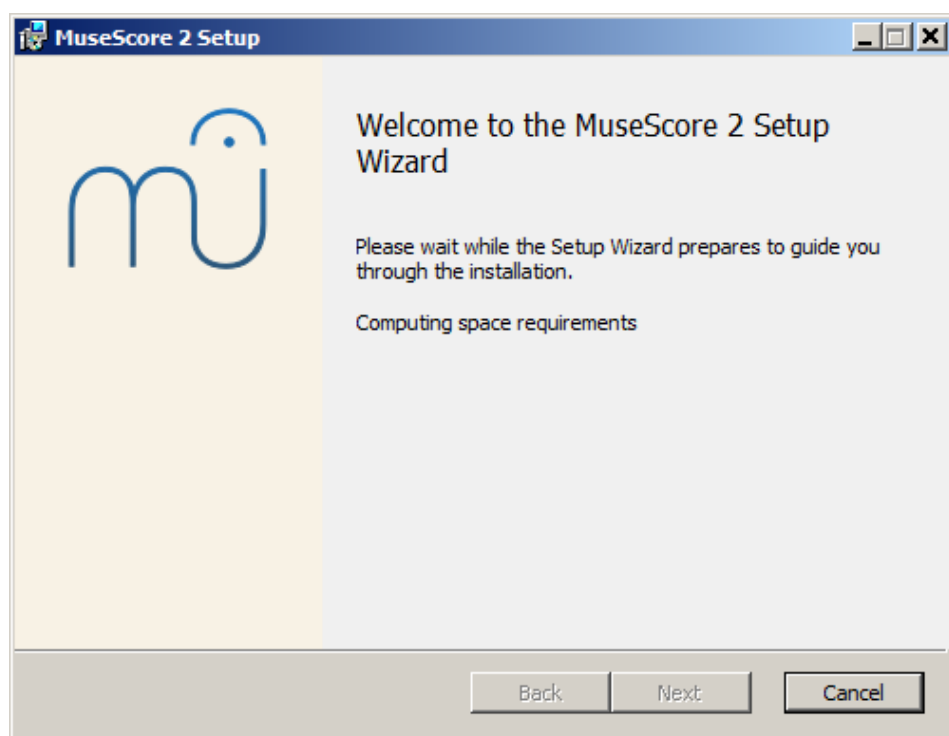 MuseScore 2 Setup
Welcome to the MuseScore 2 Setup
Wizard
Please wait while the Setup Wizard prepares to guide you
through the installation.
Computing space requirements
Back
Next
Cancel